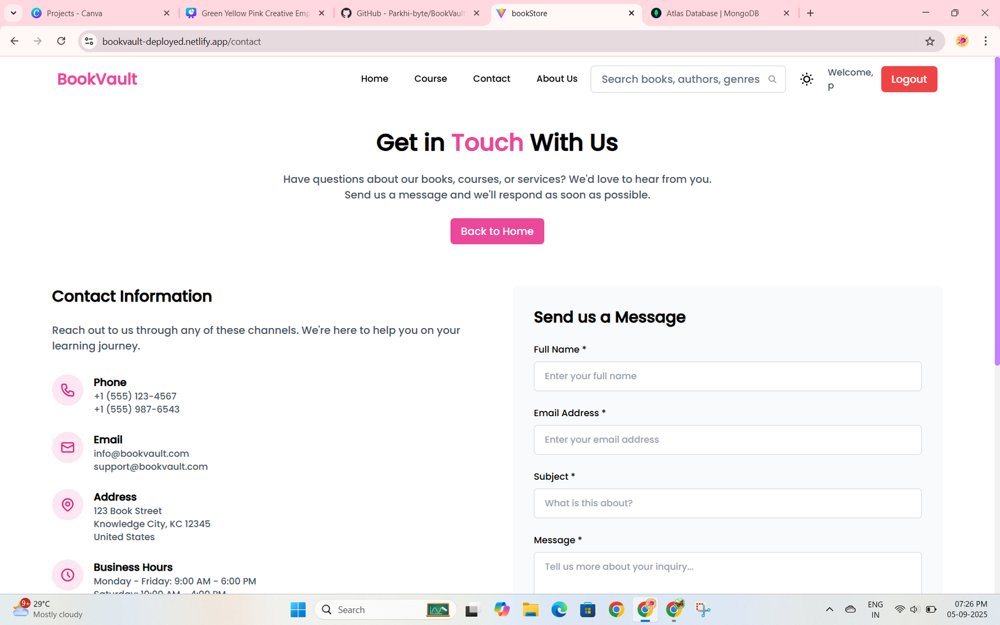 Projects - Canva
Green Yellow Pink Creative Emp
GitHub - Parkhi-byte/BookVault
bookStore
Atlas Database | MongoDB
bookvault-deployed.netlify.app/contact
BookVault
Home
Course
Contact
About Us
Search books, authors, genres
Welcome,
p
Logout
Get in Touch With Us
Have questions about our books, courses, or services? We'd love to hear from you.
Send us a message and we'll respond as soon as possible.
Back to Home
Contact Information
Reach out to us through any of these channels. We're here to help you on your
learning journey.
Phone
+1 (555) 123-4567
+1 (555) 987-6543
Email
info@bookvault.com
support@bookvault.com
Address
123 Book Street
Knowledge City, KC 12345
United States
Business Hours
Monday - Friday: 9:00 AM - 6:00 PM
Saturday: 10:00 AM - 4:00 PM
Send us a Message
Full Name *
Enter your full name
Email Address *
Enter your email address
Subject *
What is this about?
Message *
Tell us more about your inquiry...
9+
29°C
Mostly cloudy
Search
ENG
IN
07:26 PM
05-09-2025